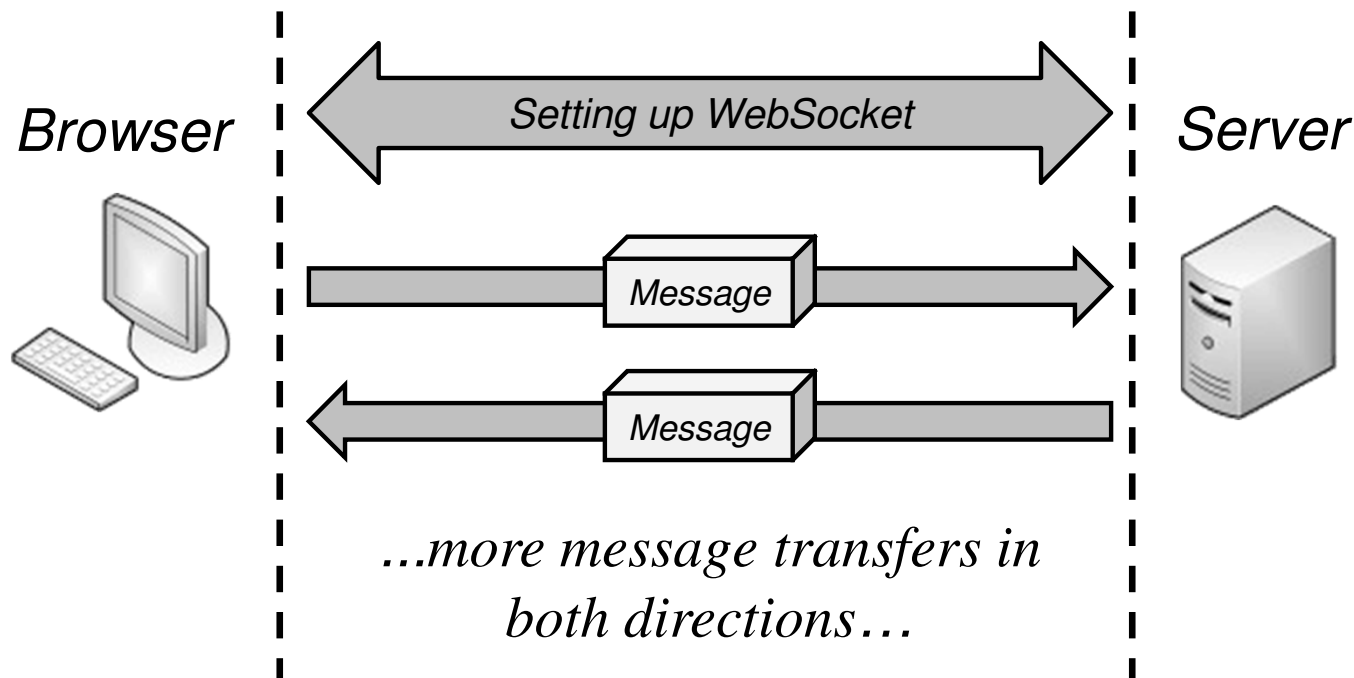 Setting up WebSocket
Browser
Server
Message
Message
...more message transfers in
both directions...